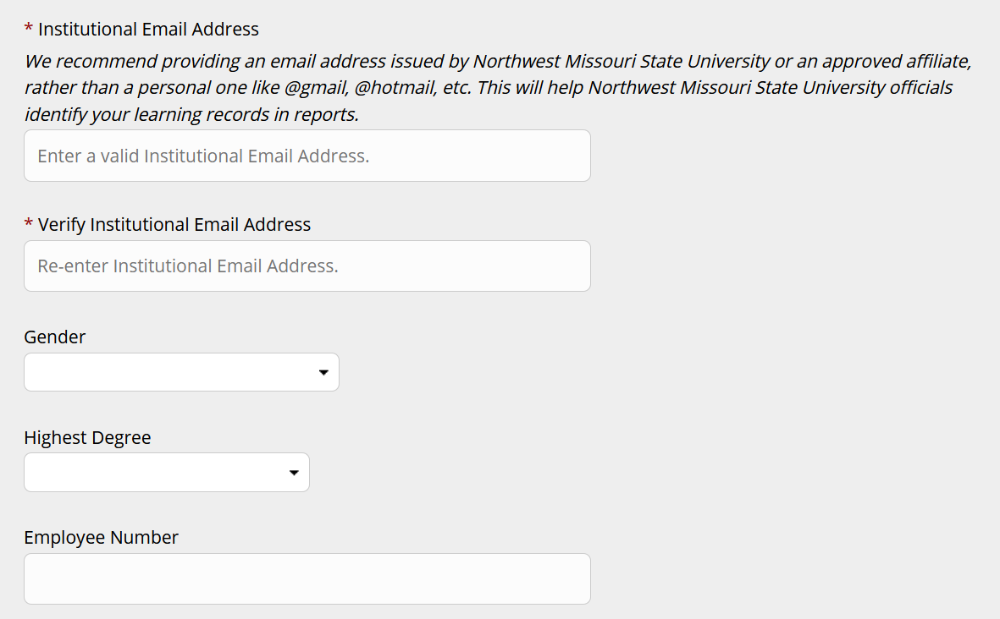 * Institutional Email Address
We recommend providing an email address issued by Northwest Missouri State University or an approved affiliate,
rather than a personal one like @gmail, @hotmail, etc. This will help Northwest Missouri State University officials
identify your learning records in reports.
Enter a valid Institutional Email Address.
* Verify Institutional Email Address
Re-enter Institutional Email Address.
Gender
Highest Degree
Employee Number